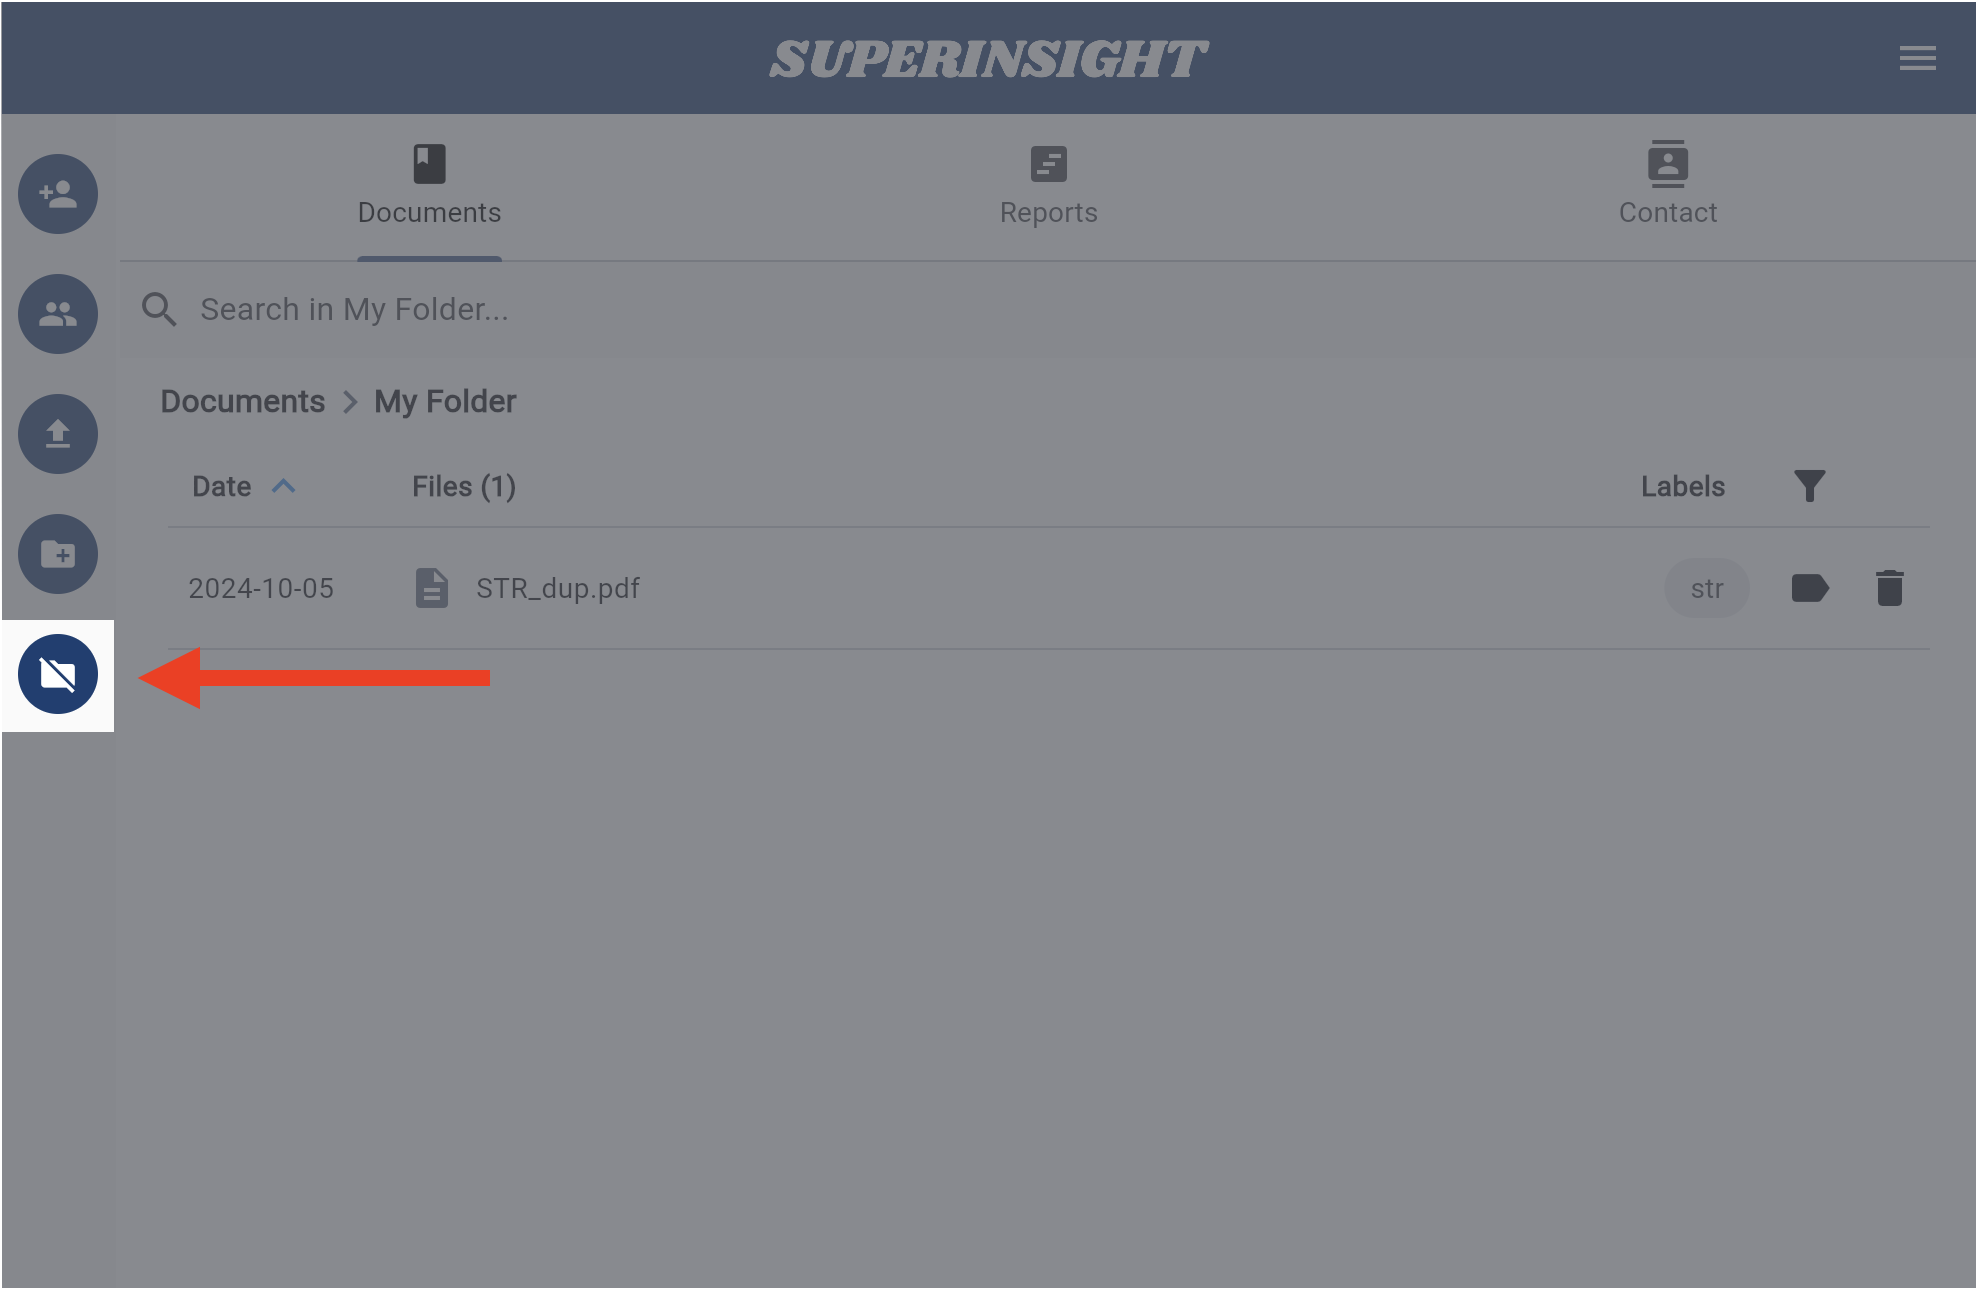 SUPERINSIGHT
Documents
Reports
Contact
Search in My Folder...
Documents > My Folder
Date Files (1) Labels
2024-10-05 STR_dup.pdf str